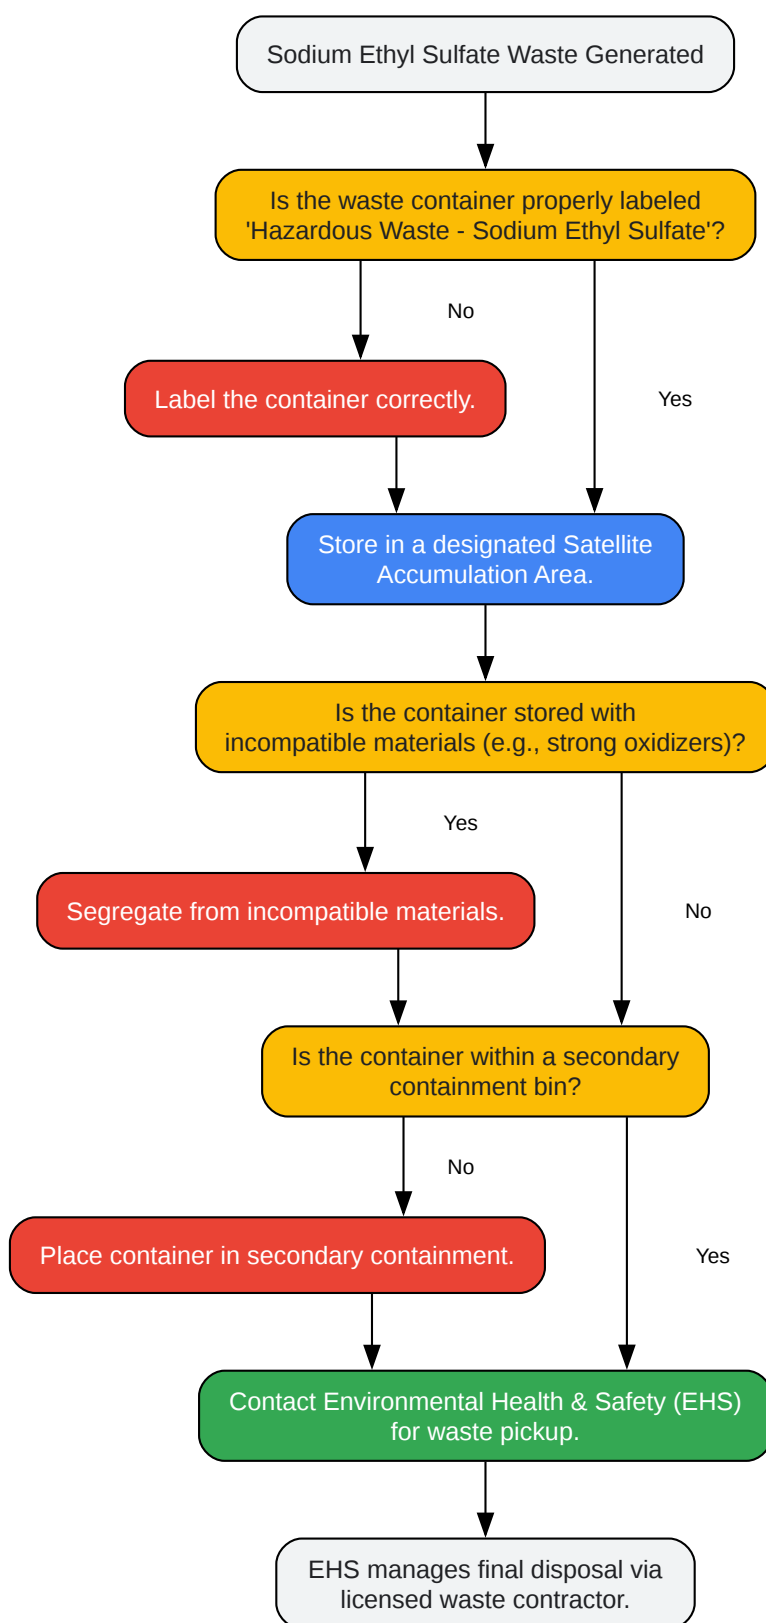 Sodium Ethyl Sulfate Waste Generated
Is the waste container properly labeled
'Hazardous Waste - Sodium Ethyl Sulfate'?
No
Label the container correctly.
Yes
Store in a designated Satellite
Accumulation Area.
Is the container stored with
incompatible materials (e.g., strong oxidizers)?
Yes
Segregate from incompatible materials.
No
Is the container within a secondary
containment bin?
No
Place container in secondary containment.
Yes
Contact Environmental Health & Safety (EHS)
for waste pickup.
EHS manages final disposal via
licensed waste contractor.